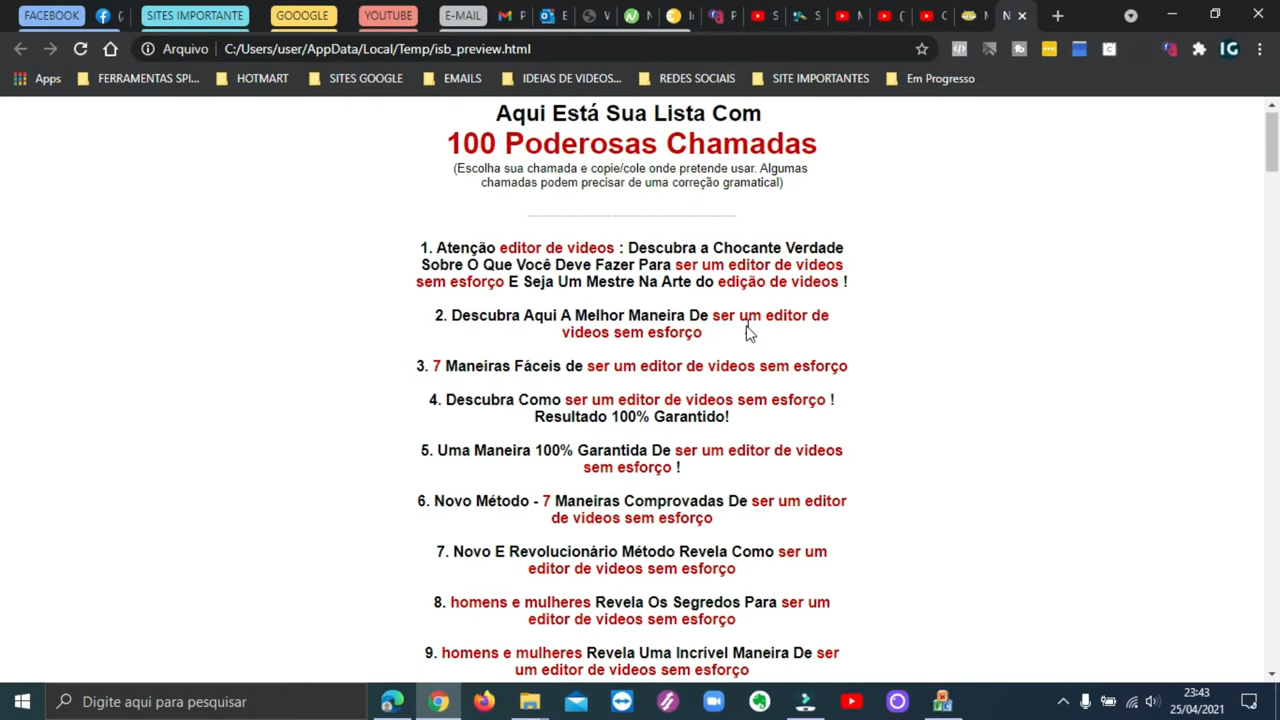 FACEBOOK
SITES IMPORTANTE
GOOOGLE
YOUTUBE
E-MAIL
Arquivo
C:/Users/user/AppData/Local/Temp/isb_preview.html
Apps
FERRAMENTAS SPI...
HOTMART
SITES GOOGLE
EMAILS
IDEIAS DE VIDEOS...
REDES SOCIAIS
SITE IMPORTANTES
Em Progresso
Aqui Está Sua Lista Com
100 Poderosas Chamadas
(Escolha sua chamada e copie/cole onde pretende usar. Algumas
chamadas podem precisar de uma correção gramatical)
1. Atenção editor de videos : Descubra a Chocante Verdade
Sobre O Que Você Deve Fazer Para ser um editor de videos
sem esforço E Seja Um Mestre Na Arte do edição de videos !
2. Descubra Aqui A Melhor Maneira De ser um editor de
videos sem esforço
3. 7 Maneiras Fáceis de ser um editor de videos sem esforço
4. Descubra Como ser um editor de videos sem esforço !
Resultado 100% Garantido!
5. Uma Maneira 100% Garantida De ser um editor de videos
sem esforço !
6. Novo Método - 7 Maneiras Comprovadas De ser um editor
de videos sem esforço
7. Novo E Revolucionário Método Revela Como ser um
editor de videos sem esforço
8. homens e mulheres Revela Os Segredos Para ser um
editor de videos sem esforço
9. homens e mulheres Revela Uma Incrível Maneira De ser
um editor de videos sem esforço
Digite aqui para pesquisar
23:43
25/04/2021